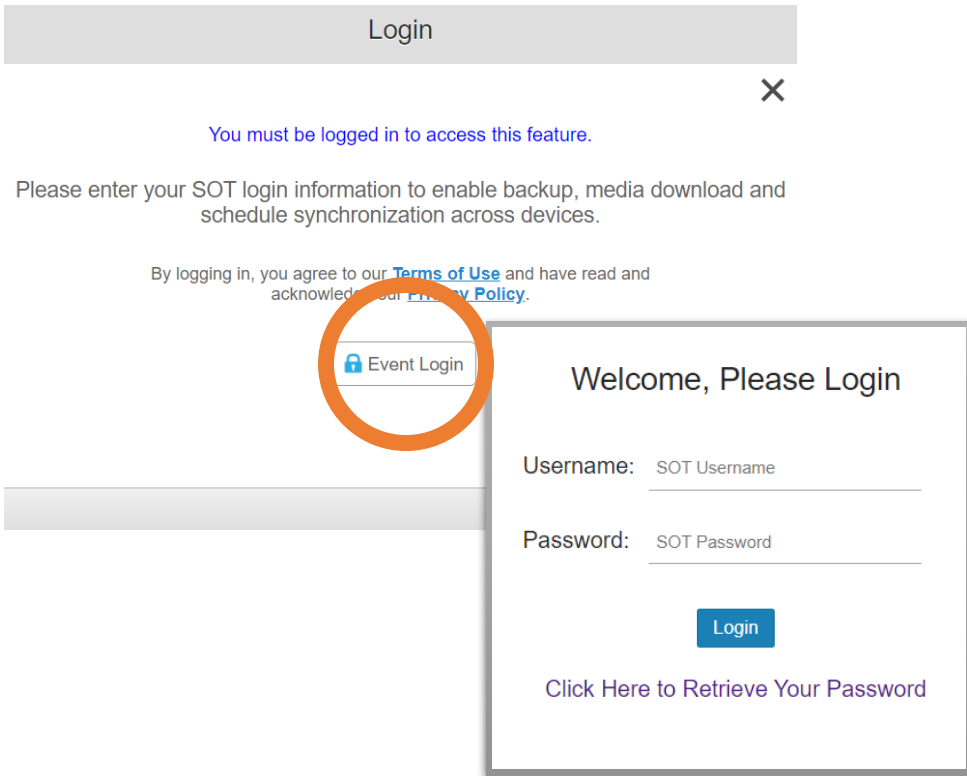 Login
You must be logged in to access this feature.
Please enter your SOT login information to enable backup, media download and
schedule synchronization across devices.
By logging in, you agree to our Terms of Use and have read and
acknowledge our Privacy Policy.
Event Login
Welcome, Please Login
Username: SOT Username
Password: SOT Password
Login
Click Here to Retrieve Your Password